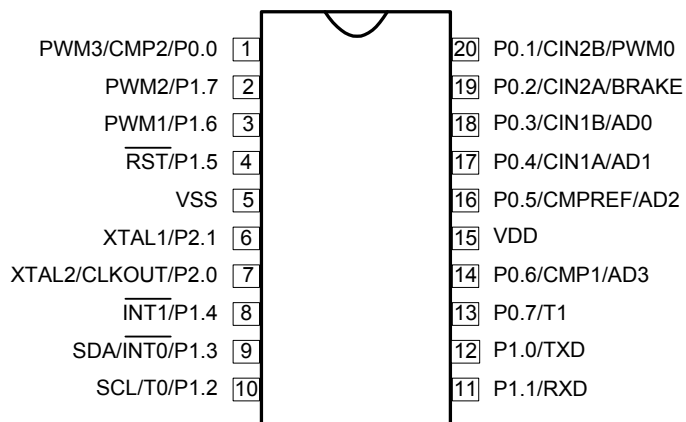 PWM3/CMP2/P0.0 1 20 P0.1/CIN2B/PWM0
PWM2/P1.7 2 19 P0.2/CIN2A/BRAKE
PWM1/P1.6 3 18 P0.3/CIN1B/AD0
RST/P1.5 4 17 P0.4/CIN1A/AD1
VSS 5 16 P0.5/CMPREF/AD2
XTAL1/P2.1 6 15 VDD
XTAL2/CLKOUT/P2.0 7 14 P0.6/CMP1/AD3
INT1/P1.4 8 13 P0.7/T1
SDA/INT0/P1.3 9 12 P1.0/TXD
SCL/T0/P1.2 10 11 P1.1/RXD